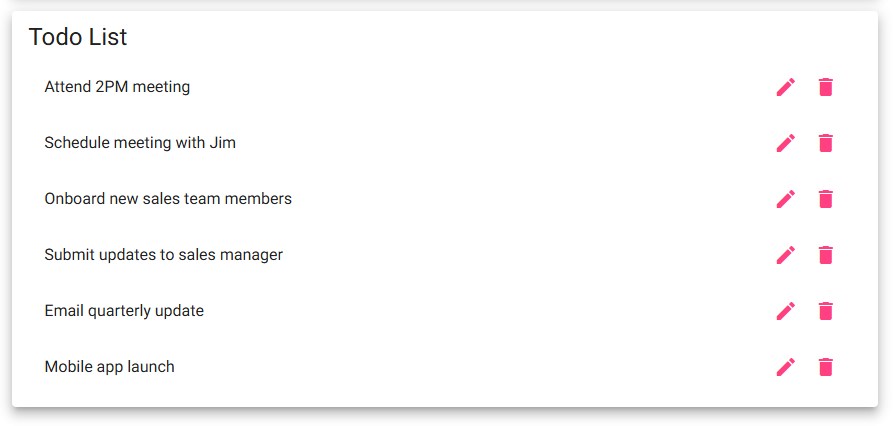 Todo List
Attend 2PM meeting
Schedule meeting with Jim
Onboard new sales team members
Submit updates to sales manager
Email quarterly update
Mobile app launch